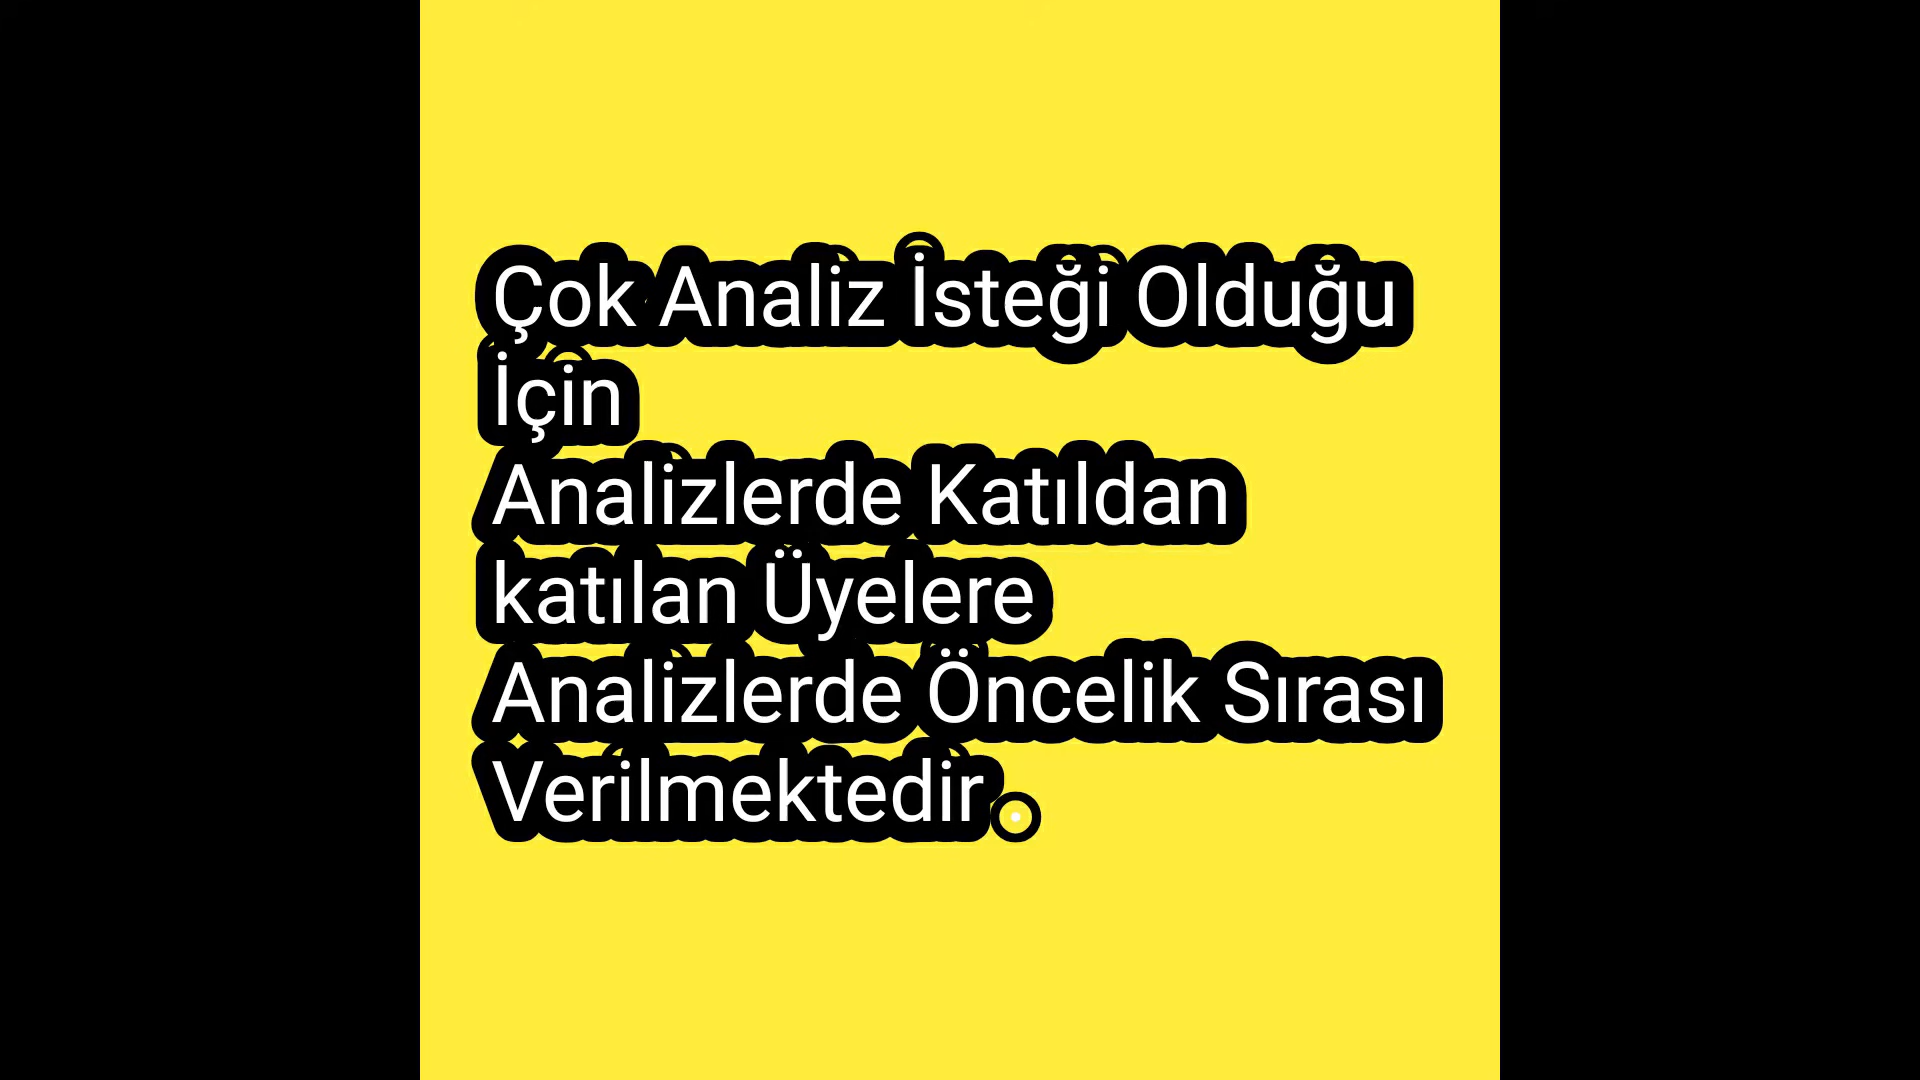 Çok Analiz İsteği Olduğu
İçin
Analizlerde Katıldan
katılan Üyelere
Analizlerde Öncelik Sırası
Verilmektedir.